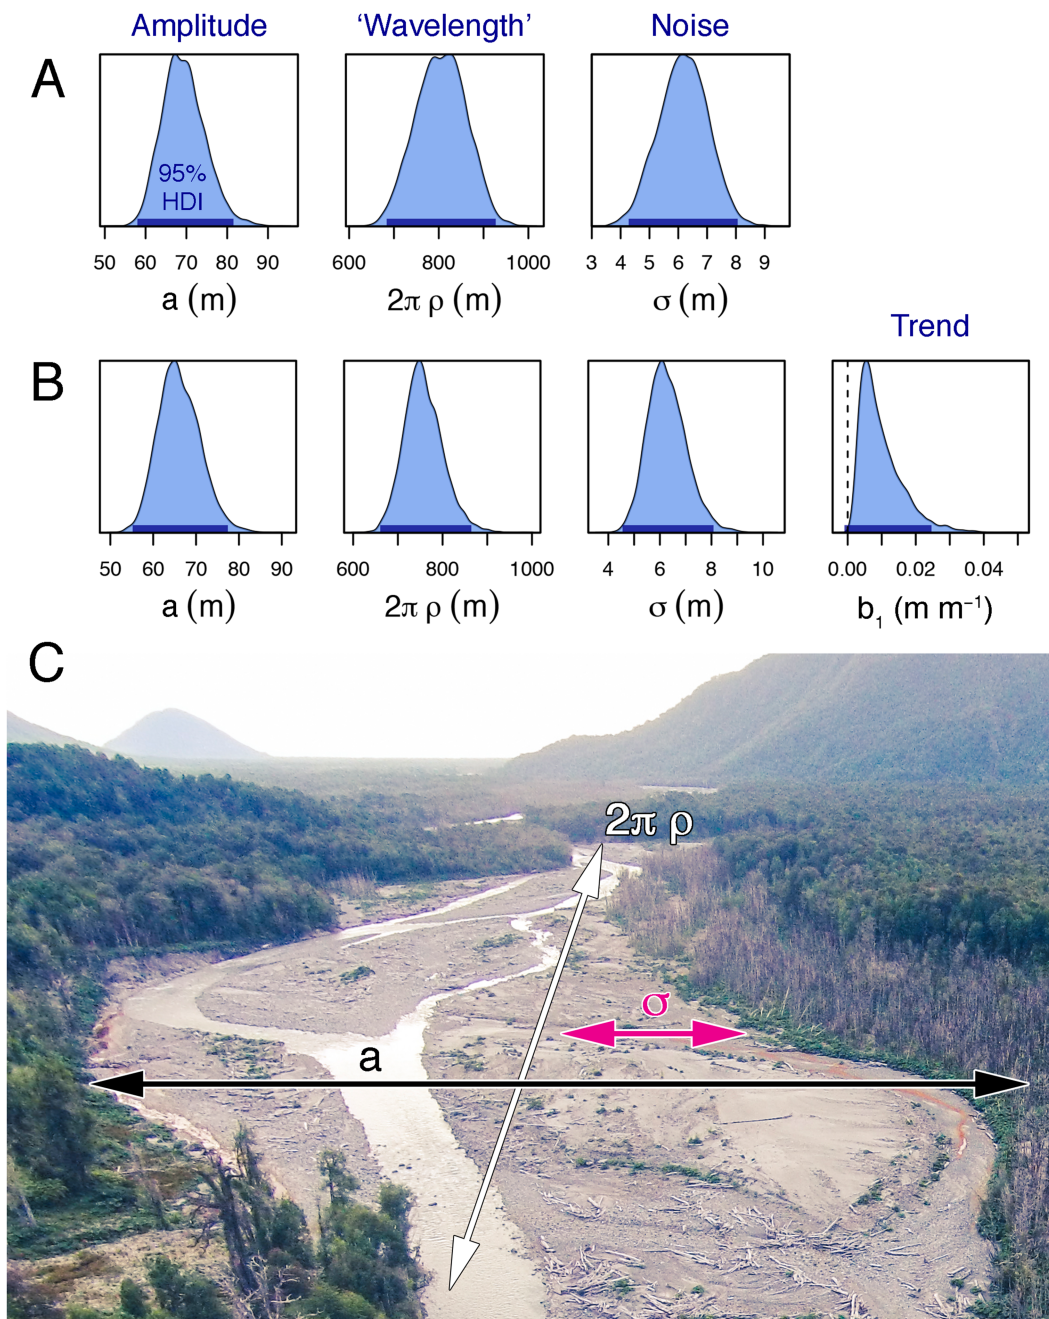 Amplitude ‘Wavelength’ Noise
A
95%
HDI
50 60 70 80 90 600 800 1000 3 4 5 6 7 8 9
a (m) 2π ρ (m) σ (m)
Trend
B
50 60 70 80 90 600 800 1000 4 6 8 10 0.00 0.02 0.04
a (m) 2π ρ (m) σ (m) b₁ (m m⁻¹)
C
2π ρ
σ
a